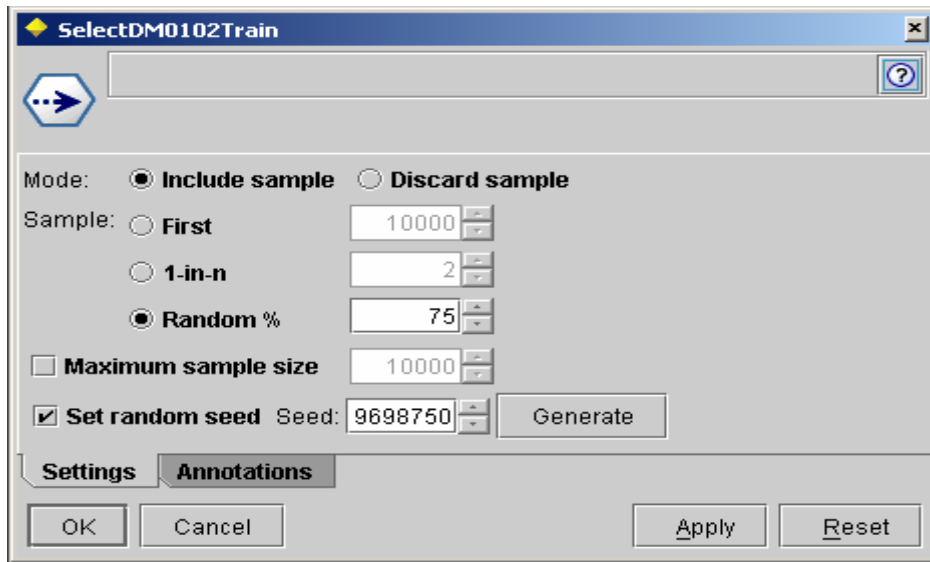 SelectDM0102Train
Mode: Include sample Discard sample
Sample: First 10000
1-in-n 2
Random % 75
Maximum sample size 10000
Set random seed Seed: 9698750 Generate
Settings Annotations
OK Cancel Apply Reset